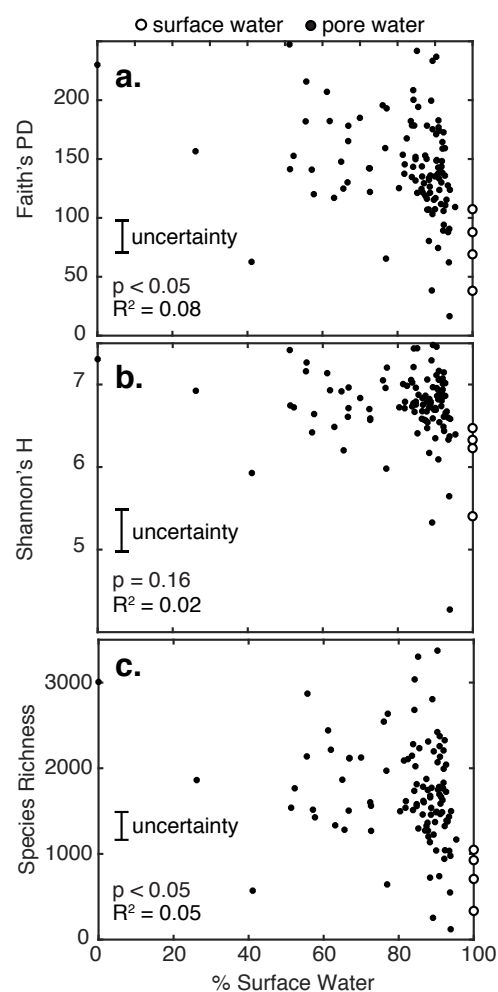 surface water pore water
a.
200
150
100
50
0
Faith's PD
uncertainty
p < 0.05
R² = 0.08
b.
7
6
5
Shannon's H
uncertainty
p = 0.16
R² = 0.02
c.
3000
2000
1000
0
Species Richness
uncertainty
p < 0.05
R² = 0.05
0 20 40 60 80 100
% Surface Water